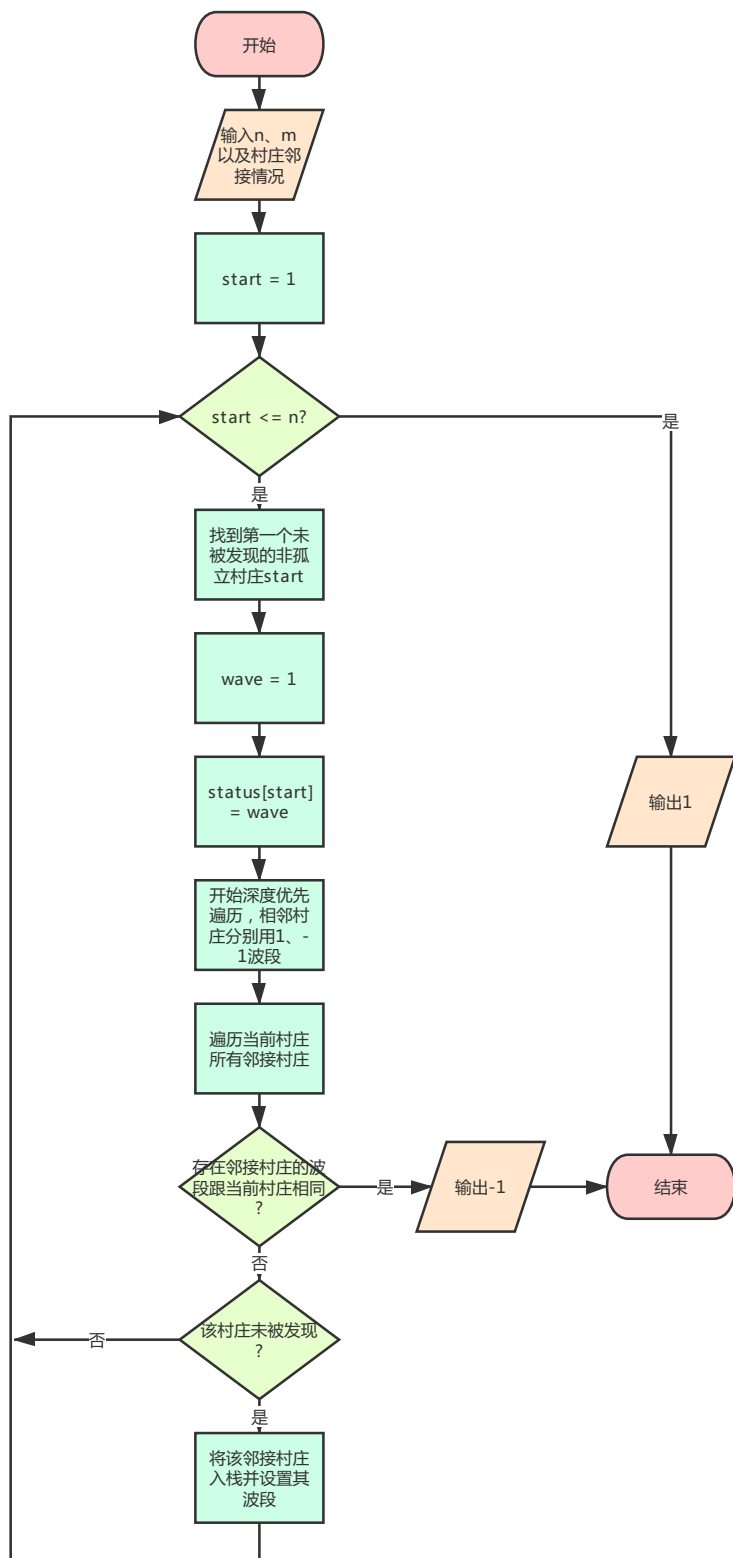 开始
输入n、m
以及村庄邻
接情况
start = 1
start <= n?
是
是
找到第一个未
被发现的非孤
立村庄start
wave = 1
status[start]
= wave
输出1
开始深度优先
遍历，相邻村
庄分别用1、-
1波段
遍历当前村庄
所有邻接村庄
存在邻接村庄的波
段跟当前村庄相同
?
是
输出-1
结束
否
该村庄未被发现
?
否
是
将该邻接村庄
入栈并设置其
波段